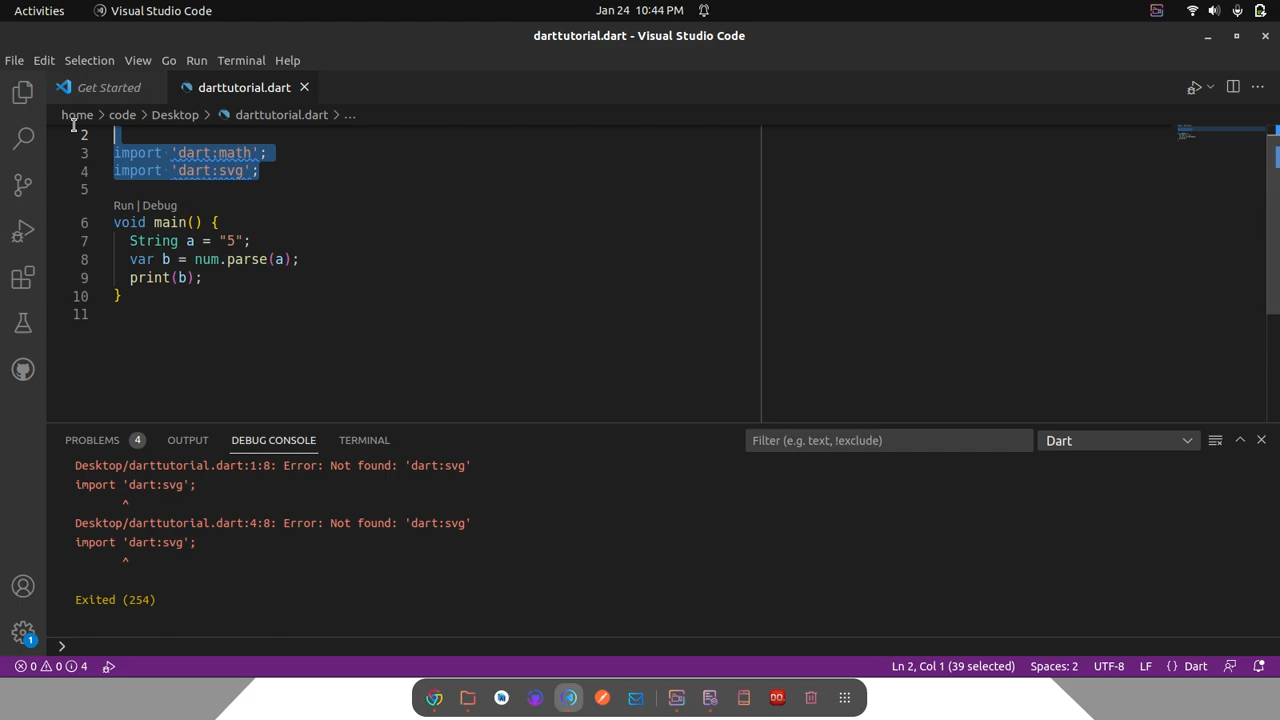 Activities Visual Studio Code Jan 24 10:44 PM
darttutorial.dart - Visual Studio Code
File Edit Selection View Go Run Terminal Help
Get Started darttutorial.dart
home > code > Desktop > darttutorial.dart > ...
2
3 import 'dart:math';
4 import 'dart:svg';
5
Run | Debug
6 void main() {
7 String a = "5";
8 var b = num.parse(a);
9 print(b);
10 }
11
PROBLEMS 4 OUTPUT DEBUG CONSOLE TERMINAL Filter (e.g. text, !exclude) Dart
Desktop/darttutorial.dart:1:8: Error: Not found: 'dart:svg'
import 'dart:svg';
^
Desktop/darttutorial.dart:4:8: Error: Not found: 'dart:svg'
import 'dart:svg';
^
Exited (254)
>
0 0 4 Ln 2, Col 1 (39 selected) Spaces: 2 UTF-8 LF {} Dart
1